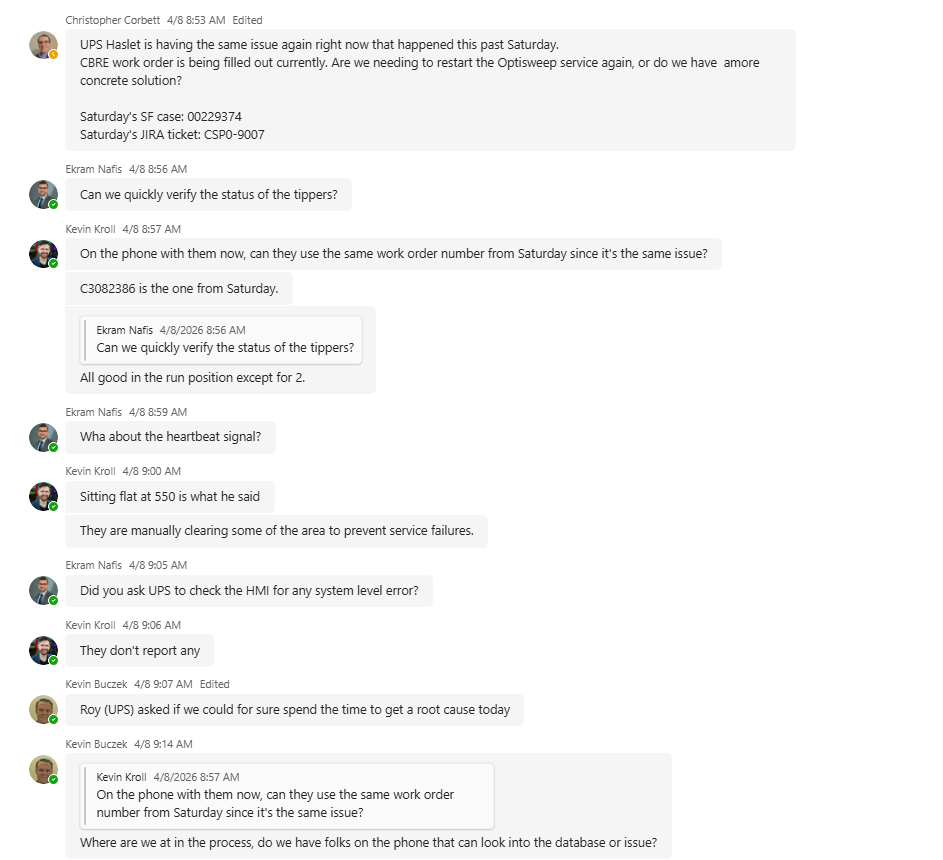 Christopher Corbett 4/8 8:53 AM Edited
UPS Haslet is having the same issue again right now that happened this past Saturday.
CBRE work order is being filled out currently. Are we needing to restart the Optisweep service again, or do we have amore
concrete solution?
Saturday's SF case: 00229374
Saturday's JIRA ticket: CSP0-9007
Ekram Nafis 4/8 8:56 AM
Can we quickly verify the status of the tippers?
Kevin Kroll 4/8 8:57 AM
On the phone with them now, can they use the same work order number from Saturday since it's the same issue?
C3082386 is the one from Saturday.
Ekram Nafis 4/8/2026 8:56 AM
Can we quickly verify the status of the tippers?
All good in the run position except for 2.
Ekram Nafis 4/8 8:59 AM
Wha about the heartbeat signal?
Kevin Kroll 4/8 9:00 AM
Sitting flat at 550 is what he said
They are manually clearing some of the area to prevent service failures.
Ekram Nafis 4/8 9:05 AM
Did you ask UPS to check the HMI for any system level error?
Kevin Kroll 4/8 9:06 AM
They don't report any
Kevin Buczek 4/8 9:07 AM Edited
Roy (UPS) asked if we could for sure spend the time to get a root cause today
Kevin Buczek 4/8 9:14 AM
Kevin Kroll 4/8/2026 8:57 AM
On the phone with them now, can they use the same work order
number from Saturday since it's the same issue?
Where are we at in the process, do we have folks on the phone that can look into the database or issue?